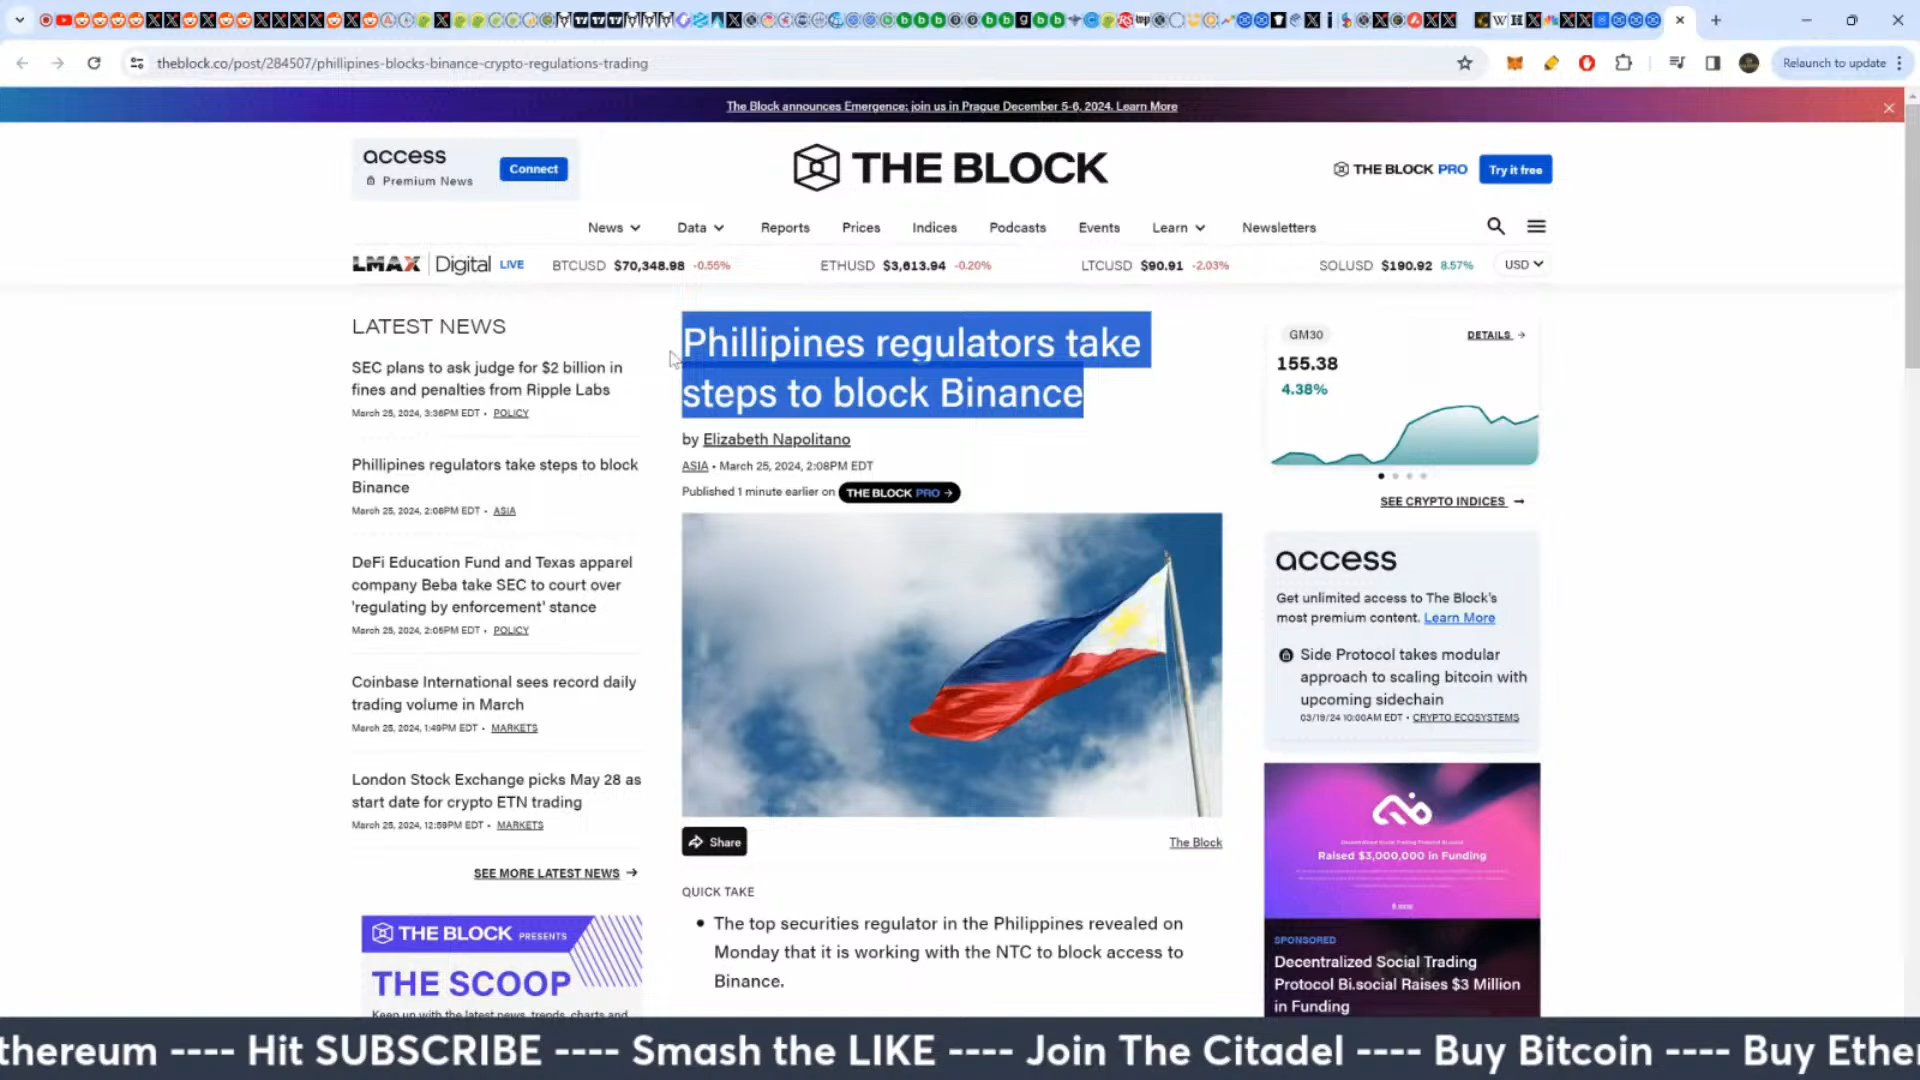 theblock.co/post/284507/phillipines-blocks-binance-crypto-regulations-trading
Relaunch to update
The Block announces Emergence; join us in Prague December 5-6, 2024. Learn More
access
Premium News
Connect
THE BLOCK
THE BLOCK PRO
Try it free
News
Data
Reports
Prices
Indices
Podcasts
Events
Learn
Newsletters
LMAX Digital LIVE
BTCUSD $70,348.98 -0.55%
ETHUSD $3,613.94 -0.20%
LTCUSD $90.91 -2.03%
SOLUSD $190.92 8.57%
USD
LATEST NEWS
SEC plans to ask judge for $2 billion in
fines and penalties from Ripple Labs
March 25, 2024, 3:36PM EDT • POLICY
Phillipines regulators take steps to block
Binance
March 25, 2024, 2:08PM EDT • ASIA
DeFi Education Fund and Texas apparel
company Beba take SEC to court over
'regulating by enforcement' stance
March 25, 2024, 2:05PM EDT • POLICY
Coinbase International sees record daily
trading volume in March
March 25, 2024, 1:49PM EDT • MARKETS
London Stock Exchange picks May 28 as
start date for crypto ETN trading
March 25, 2024, 12:59PM EDT • MARKETS
SEE MORE LATEST NEWS
THE BLOCK PRESENTS
THE SCOOP
Keep up with the latest news, trends, charts and
Phillipines regulators take
steps to block Binance
by Elizabeth Napolitano
ASIA • March 25, 2024, 2:08PM EDT
Published 1 minute earlier on THE BLOCK PRO
Share
The Block
QUICK TAKE
• The top securities regulator in the Philippines revealed on
Monday that it is working with the NTC to block access to
Binance.
GM30
DETAILS
155.38
4.38%
SEE CRYPTO INDICES
access
Get unlimited access to The Block's
most premium content. Learn More
Side Protocol takes modular
approach to scaling bitcoin with
upcoming sidechain
03/19/24 10:00AM EDT • CRYPTO ECOSYSTEMS
Raised $3,000,000 in Funding
SPONSORED
Decentralized Social Trading
Protocol Bi.social Raises $3 Million
in Funding
thereum ---- Hit SUBSCRIBE ---- Smash the LIKE ---- Join The Citadel ---- Buy Bitcoin ---- Buy Ether